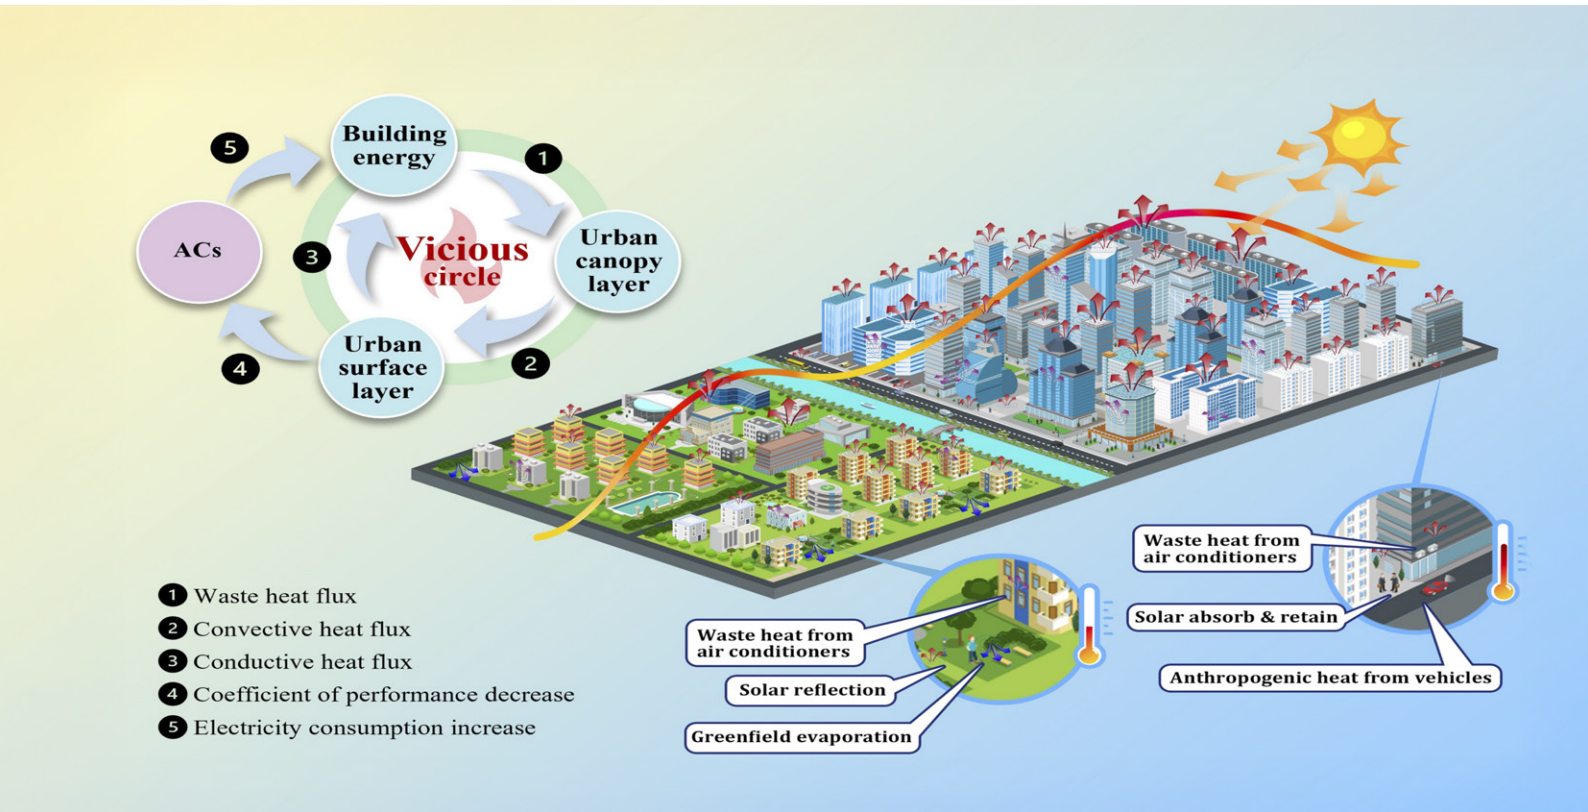 Building
energy
5
1
ACs
3
Vicious
circle
Urban
canopy
layer
Urban
surface
layer
4
2
1 Waste heat flux
2 Convective heat flux
3 Conductive heat flux
4 Coefficient of performance decrease
5 Electricity consumption increase
Waste heat from
air conditioners
Solar reflection
Greenfield evaporation
Waste heat from
air conditioners
Solar absorb & retain
Anthropogenic heat from vehicles